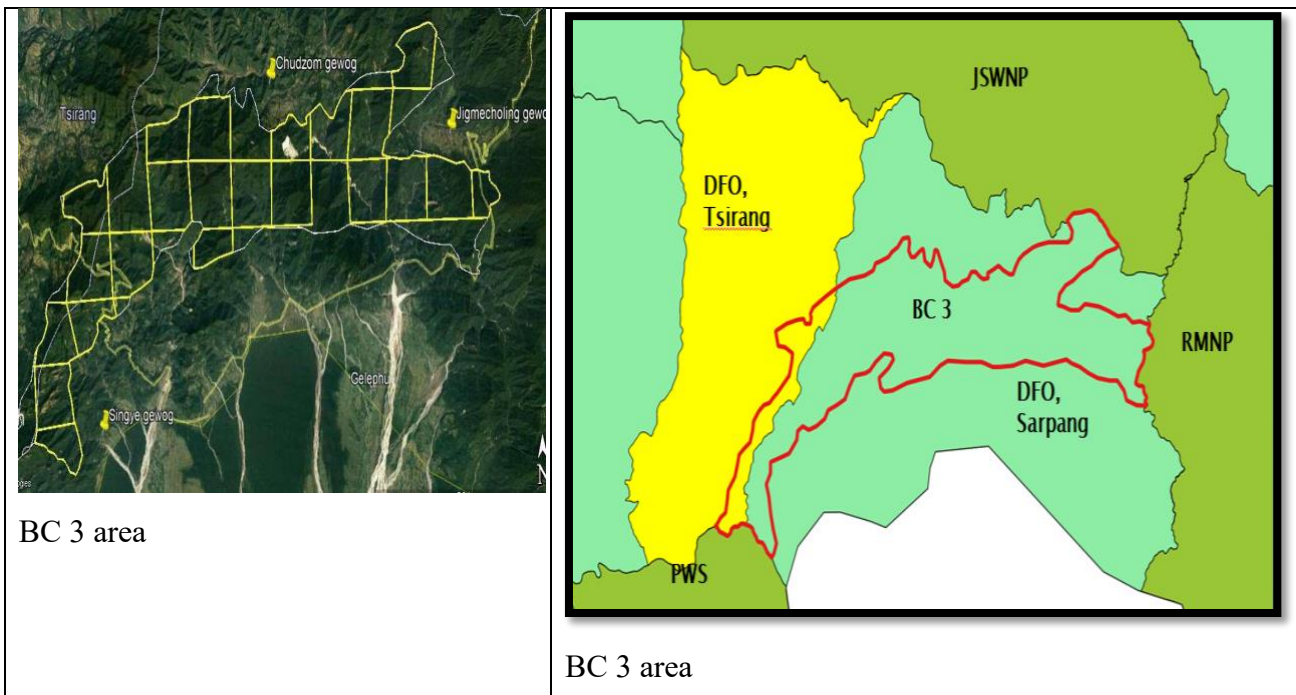 Chudzom gewog
Tsirang
Jigmecholing gewo
Gelephu
Singye gewog
N
BC 3 area
JSWNP
DFO,
Tsirang
BC 3
RMNP
DFO,
Sarpang
PWS
BC 3 area